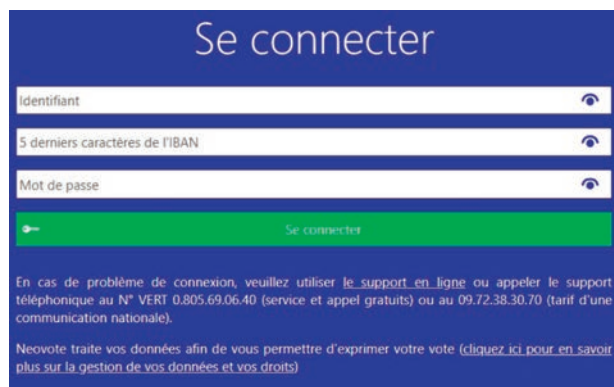 Se connecter
Identifiant
5 derniers caractères de l'IBAN
Mot de passe
Se connecter
En cas de problème de connexion, veuillez utiliser le support en ligne ou appeler le support
téléphonique au N° VERT 0.805.69.06.40 (service et appel gratuits) ou au 09.72.38.30.70 (tarif d'une
communication nationale).
Neovote traite vos données afin de vous permettre d'exprimer votre vote (cliquez ici pour en savoir
plus sur la gestion de vos données et vos droits)